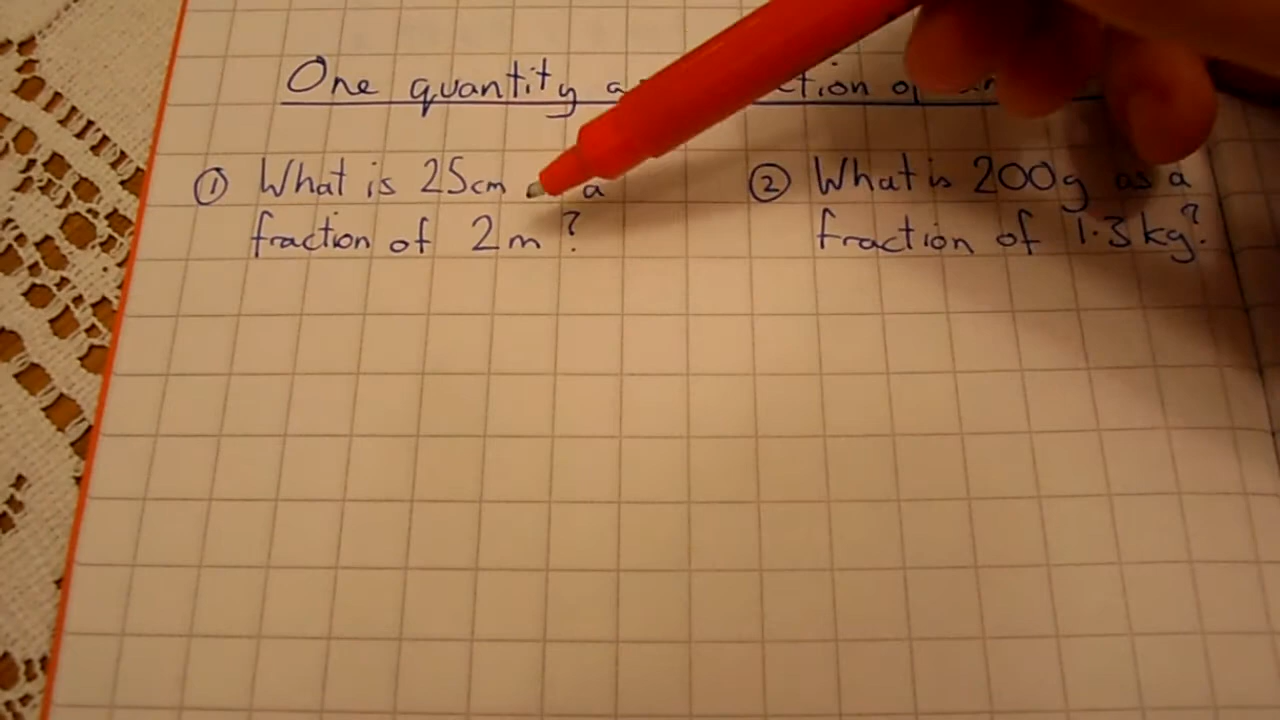 One quantity
① What is 25cm a
fraction of 2m?
② What is 200g as a
fraction of 1.3kg?